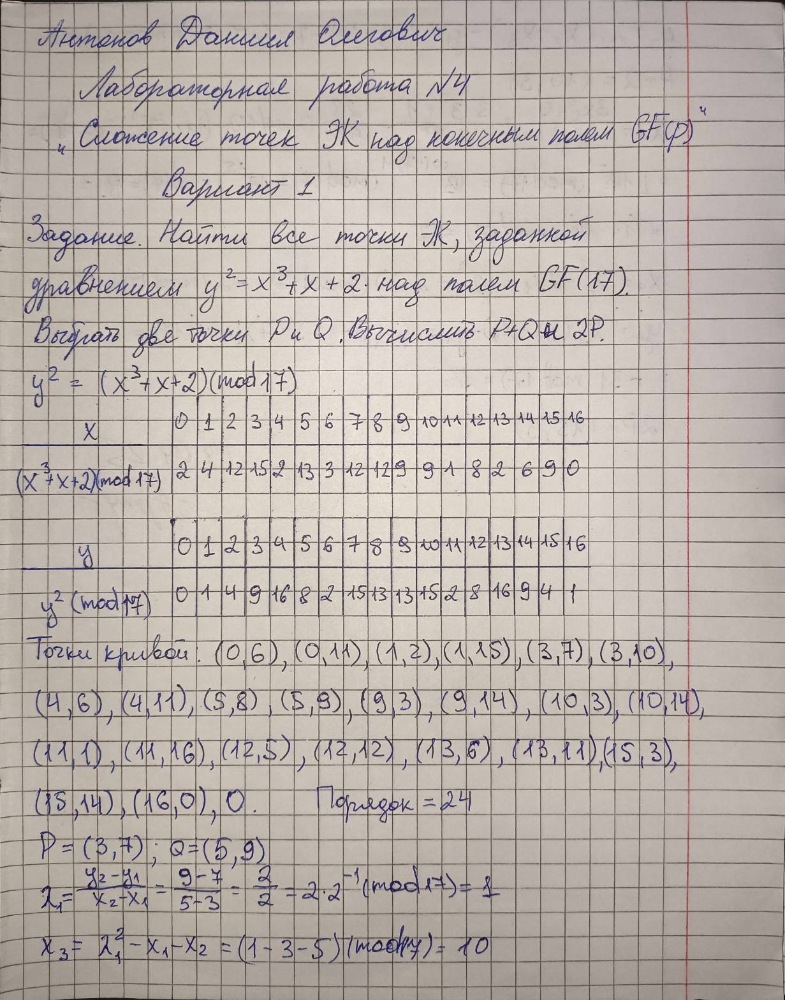 Антонов Даниил Олегович
Лабораторная работа №4
„Сложение точек ЭК над конечным полем GF(p)“
Вариант 1
Задание. Найти все точки ЭК, заданной
уравнением y² = x³ + x + 2 над полем GF(17).
Выбрать две точки P и Q. Вычислить P+Q и 2P.
y² = (x³+x+2)(mod 17)
x 0 1 2 3 4 5 6 7 8 9 10 11 12 13 14 15 16
(x³+x+2)(mod 17) 2 4 12 15 2 13 3 12 12 9 9 1 8 2 6 9 0
y 0 1 2 3 4 5 6 7 8 9 10 11 12 13 14 15 16
y² (mod 17) 0 1 4 9 16 8 2 15 13 13 15 2 8 16 9 4 1
Точки кривой: (0,6), (0,11), (1,2), (1,15), (3,7), (3,10),
(4,6), (4,11), (5,8), (5,9), (9,3), (9,14), (10,3), (10,14),
(11,1), (11,16), (12,5), (12,12), (13,6), (13,11), (15,3),
(15,14), (16,0), O. Порядок = 24
P = (3,7); Q = (5,9)
λ₁ = (y₂-y₁)/(x₂-x₁) = (9-7)/(5-3) = 2/2 = 2·2⁻¹(mod 17) = 1
x₃ = λ₁² - x₁ - x₂ = (1-3-5)(mod 17) = 10